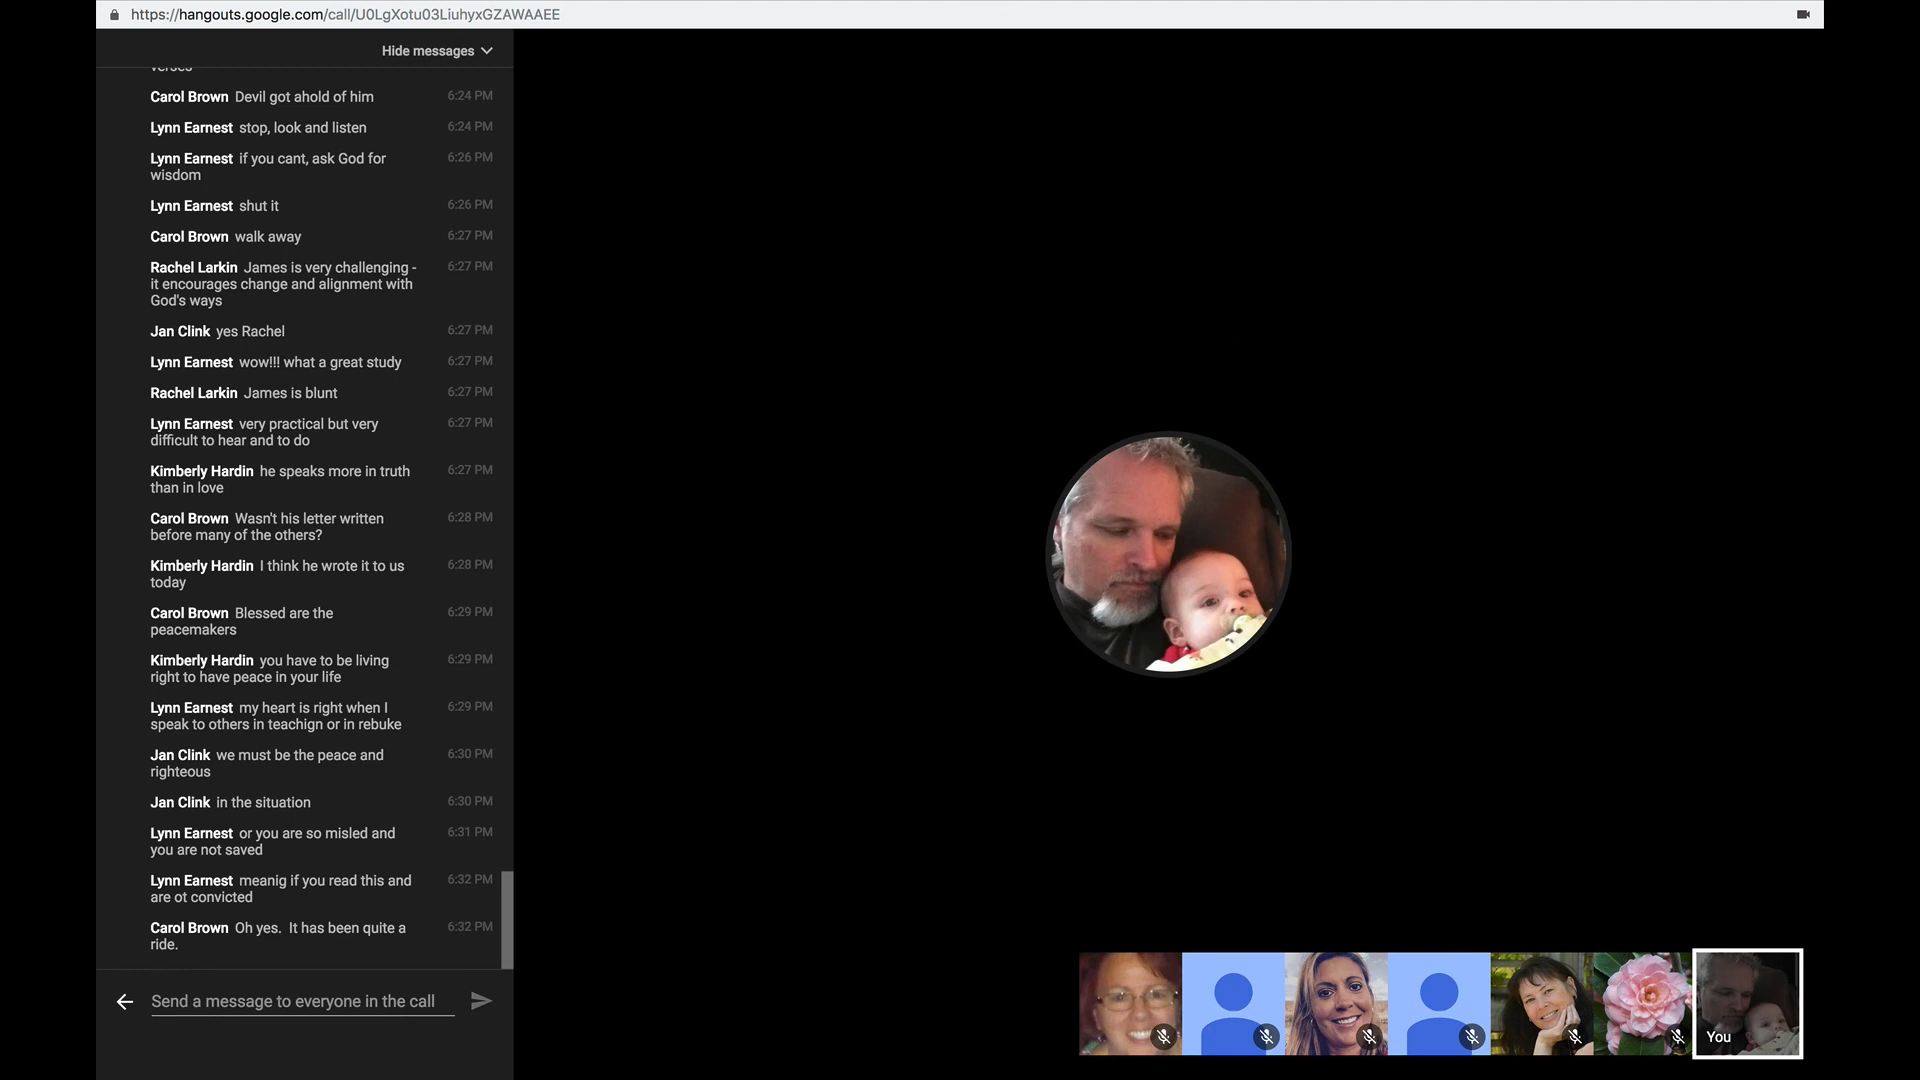 https://hangouts.google.com/call/U0LgXotu03LiuhyxGZAWAAEE
Hide messages
verses
Carol Brown Devil got ahold of him 6:24 PM
Lynn Earnest stop, look and listen 6:24 PM
Lynn Earnest if you cant, ask God for 6:26 PM
wisdom
Lynn Earnest shut it 6:26 PM
Carol Brown walk away 6:27 PM
Rachel Larkin James is very challenging - 6:27 PM
it encourages change and alignment with
God's ways
Jan Clink yes Rachel 6:27 PM
Lynn Earnest wow!!! what a great study 6:27 PM
Rachel Larkin James is blunt 6:27 PM
Lynn Earnest very practical but very 6:27 PM
difficult to hear and to do
Kimberly Hardin he speaks more in truth 6:27 PM
than in love
Carol Brown Wasn't his letter written 6:28 PM
before many of the others?
Kimberly Hardin I think he wrote it to us 6:28 PM
today
Carol Brown Blessed are the 6:29 PM
peacemakers
Kimberly Hardin you have to be living 6:29 PM
right to have peace in your life
Lynn Earnest my heart is right when I 6:29 PM
speak to others in teachign or in rebuke
Jan Clink we must be the peace and 6:30 PM
righteous
Jan Clink in the situation 6:30 PM
Lynn Earnest or you are so misled and 6:31 PM
you are not saved
Lynn Earnest meanig if you read this and 6:32 PM
are ot convicted
Carol Brown Oh yes.  It has been quite a 6:32 PM
ride.
Send a message to everyone in the call
You